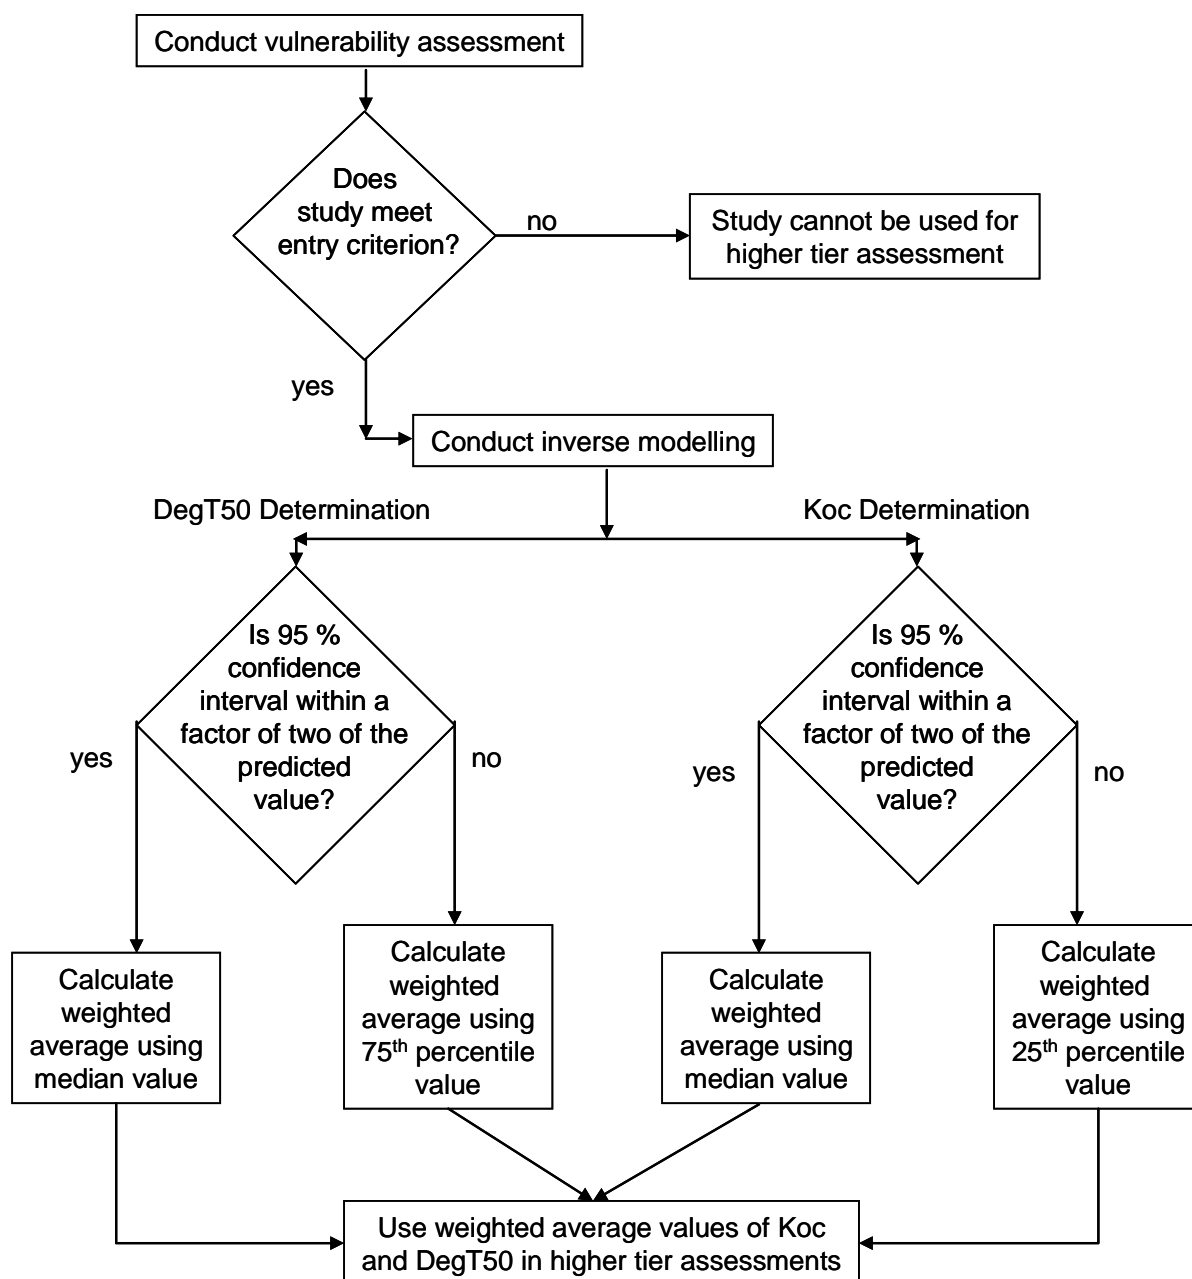 Conduct vulnerability assessment
Does
study meet
entry criterion?
no
Study cannot be used for
higher tier assessment
yes
Conduct inverse modelling
DegT50 Determination
Koc Determination
Is 95 %
confidence
interval within a
factor of two of the
predicted
value?
yes
no
Is 95 %
confidence
interval within a
factor of two of the
predicted
value?
yes
no
Calculate
weighted
average using
median value
Calculate
weighted
average using
75th percentile
value
Calculate
weighted
average using
median value
Calculate
weighted
average using
25th percentile
value
Use weighted average values of Koc
and DegT50 in higher tier assessments